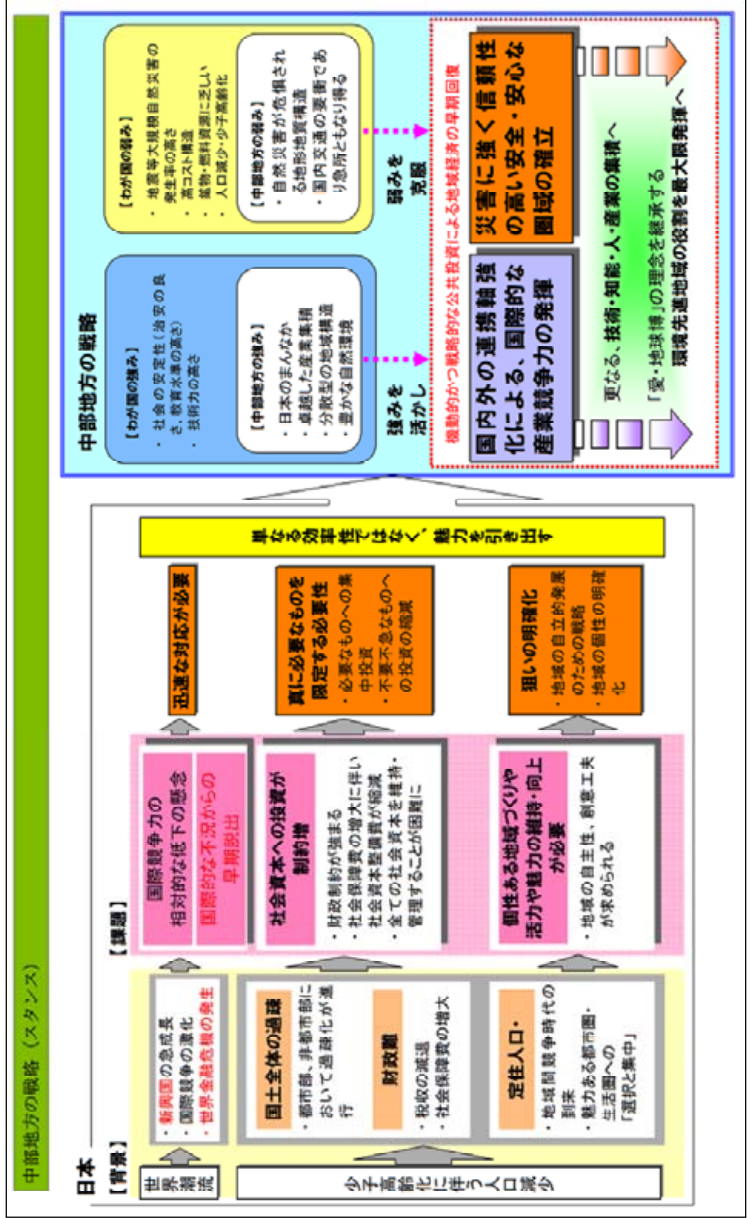 中部地方の戦略（スタンス）
日本
【背景】
世界
潮流
・新興国の急成長
・国際競争の激化
・世界金融危機の発生
少子高齢化に伴う人口減少
国土全体の過疎
・都市部、非都市部に
おいて過疎化が進
行
財政難
・税収の減退
・社会保障費の増大
定住人口・
・地域間競争時代の
到来
・魅力ある都市圏・
生活圏への
「選択と集中」
【課題】
国際競争力の
相対的な低下の懸念
国際的な不況からの
早期脱出
社会資本への投資が
制約増
・財政制約が強まる
・社会保障費の増大に伴い
社会資本整備費が縮減
・全ての社会資本を維持・
管理することが困難に
個性ある地域づくりや
活力や魅力の維持・向上
が必要
・地域の自主性、創意工夫
が求められる
迅速な対応が必要
真に必要なものを
限定する必要性
・必要なものへの集
中投資
・不要不急なものへ
の投資の縮減
狙いの明確化
・地域の自立的発展
のための戦略
・地域の個性の明確
化
単なる効率性ではなく、魅力を引き出す
中部地方の戦略
【わが国の強み】
・社会の安定性（治安の良
さ、教育水準の高さ）
・技術力の高さ
【中部地方の強み】
・日本のまんなか
・卓越した産業集積
・分散型の地域構造
・豊かな自然環境
【わが国の弱み】
・地震等大規模自然災害の
発生率の高さ
・高コスト構造
・鉱物・燃料資源に乏しい
・人口減少・少子高齢化
【中部地方の弱み】
・自然災害が危惧され
る地形地質構造
・国内交通の要衝であ
り急所ともなり得る
強みを
活かし
弱みを
克服
機動的かつ戦略的な公共投資による地域経済の早期回復
国内外の連携軸強
化による、国際的な
産業競争力の発揮
災害に強く信頼性
の高い安全・安心な
圏域の確立
更なる、技術・知能・人・産業の集積へ
「愛・地球博」の理念を継承する
環境先進地域の役割を最大限発揮へ